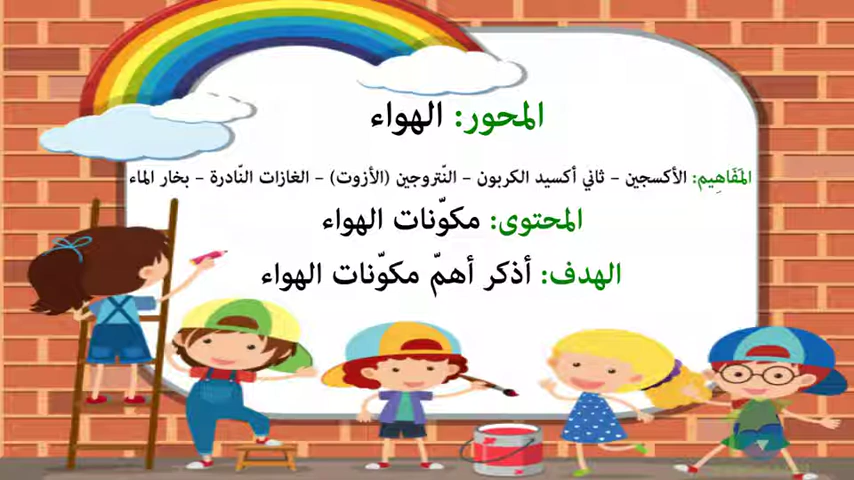 المحور: الهواء
المَفَاهِيم: الأكسجين - ثاني أكسيد الكربون - النّتروجين (الأزوت) - الغازات النّادرة - بخار الماء
المحتوى: مكوّنات الهواء
الهدف: أذكر أهمّ مكوّنات الهواء